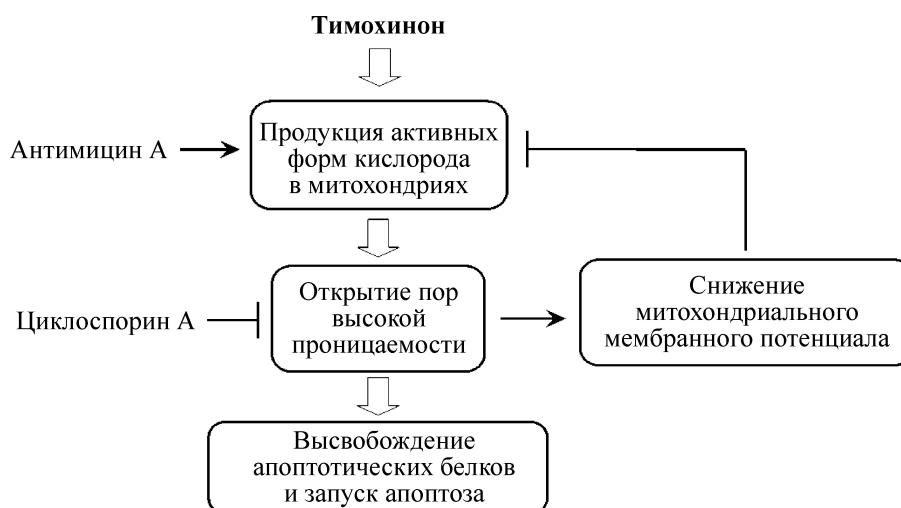 Тимохинон
Антимицин А
Продукция активных
форм кислорода
в митохондриях
Циклоспорин А
Открытие пор
высокой
проницаемости
Снижение
митохондриального
мембранного потенциала
Высвобождение
апоптотических белков
и запуск апоптоза